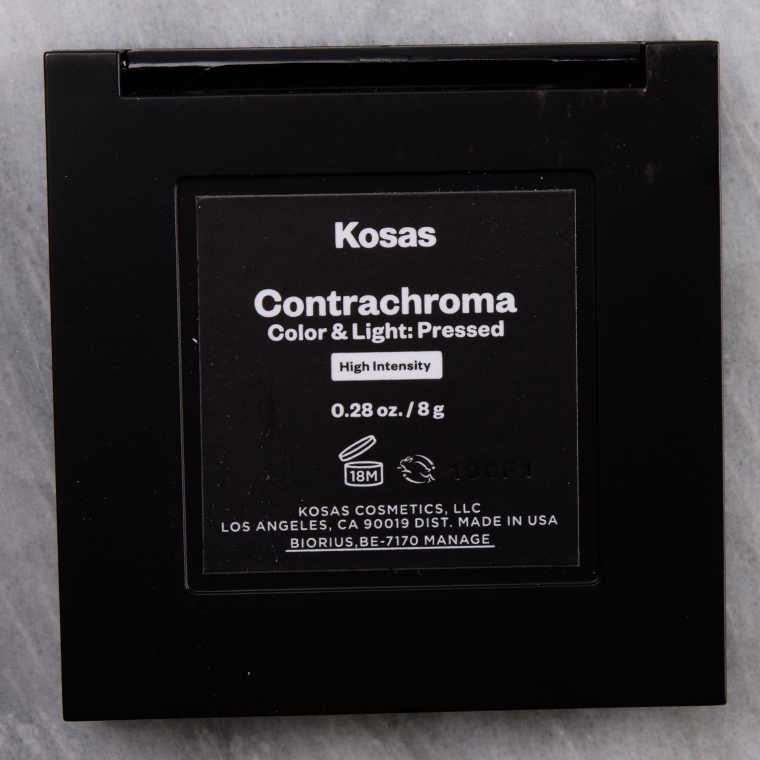 Kosas
Contrachroma
Color & Light: Pressed
High Intensity
0.28 oz. / 8 g
18M
KOSAS COSMETICS, LLC
LOS ANGELES, CA 90019 DIST. MADE IN USA
BIORIUS,BE-7170 MANAGE